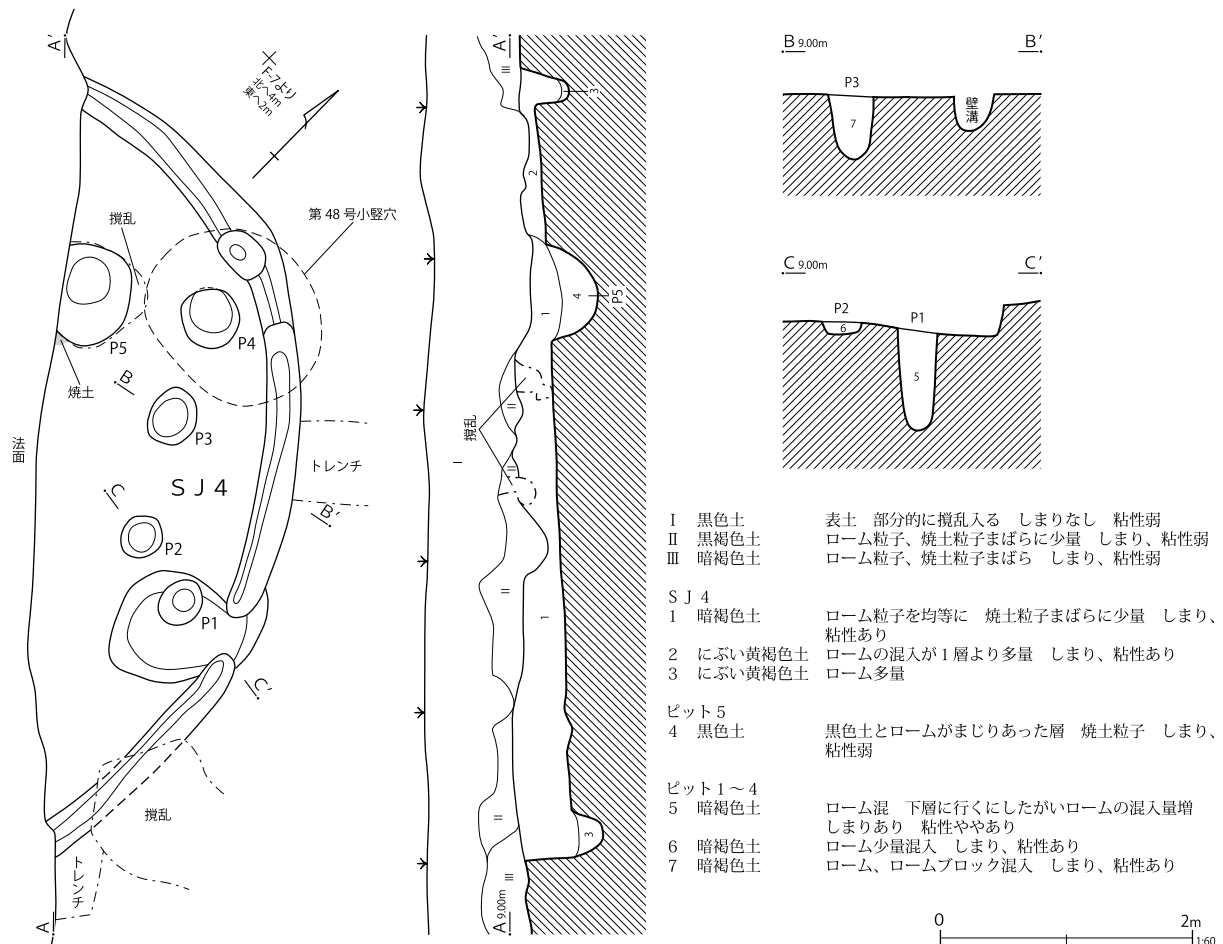 A′
F-7より
北へ4m
東へ2m
撹乱
第 48 号小竪穴
P5
P4
焼土
B
P3
法面
トレンチ
ＳＪ４
C
B′
P2
P1
C′
撹乱
トレンチ
A
A′
Ⅲ
3
2
4
P5
1
Ⅱ
撹乱
Ⅰ
Ⅱ
Ⅱ
1
Ⅱ
3
Ⅲ
A 9.00m
B 9.00m
B′
P3
7
壁溝
C 9.00m
C′
P2
6
P1
5
Ⅰ 黒色土 表土　部分的に撹乱入る　しまりなし　粘性弱
Ⅱ 黒褐色土 ローム粒子、焼土粒子まばらに少量　しまり、粘性弱
Ⅲ 暗褐色土 ローム粒子、焼土粒子まばら　しまり、粘性弱
ＳＪ４
１ 暗褐色土 ローム粒子を均等に　焼土粒子まばらに少量　しまり、
粘性あり
２ にぶい黄褐色土 ロームの混入が１層より多量　しまり、粘性あり
３ にぶい黄褐色土 ローム多量
ピット５
４ 黒色土 黒色土とロームがまじりあった層　焼土粒子　しまり、
粘性弱
ピット１～４
５ 暗褐色土 ローム混　下層に行くにしたがいロームの混入量増
しまりあり　粘性ややあり
６ 暗褐色土 ローム少量混入　しまり、粘性あり
７ 暗褐色土 ローム、ロームブロック混入　しまり、粘性あり
0 2m
1:60